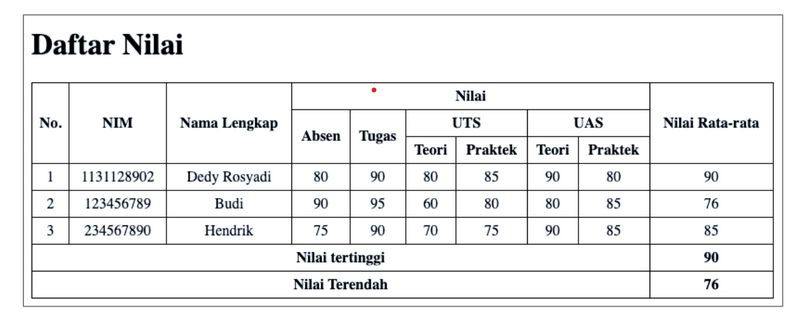 Daftar Nilai
No. NIM Nama Lengkap Nilai Nilai Rata-rata
Absen Tugas UTS UAS
Teori Praktek Teori Praktek
1 1131128902 Dedy Rosyadi 80 90 80 85 90 80 90
2 123456789 Budi 90 95 60 80 80 85 76
3 234567890 Hendrik 75 90 70 75 90 85 85
Nilai tertinggi 90
Nilai Terendah 76